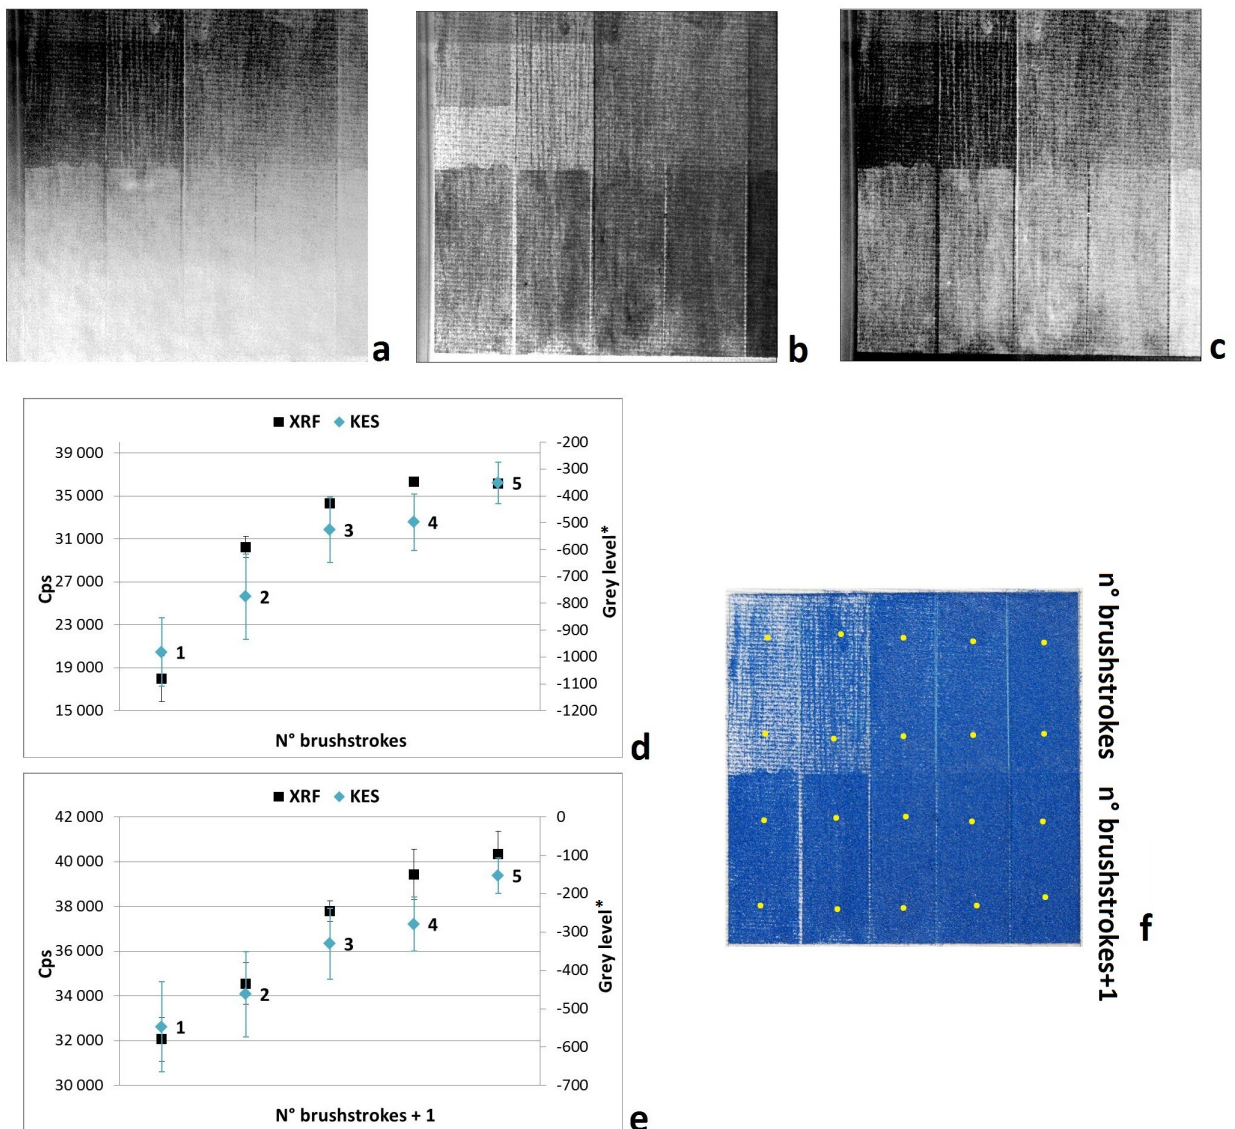 a
b
c
XRF KES
39 000
35 000
31 000
27 000
23 000
19 000
15 000
Cps
-200
-300
-400
-500
-600
-700
-800
-900
-1000
-1100
-1200
Grey level*
1
2
3
4
5
N° brushstrokes
d
XRF KES
42 000
40 000
38 000
36 000
34 000
32 000
30 000
Cps
0
-100
-200
-300
-400
-500
-600
-700
Grey level*
1
2
3
4
5
N° brushstrokes + 1
e
n° brushstrokes
n° brushstrokes+1
f